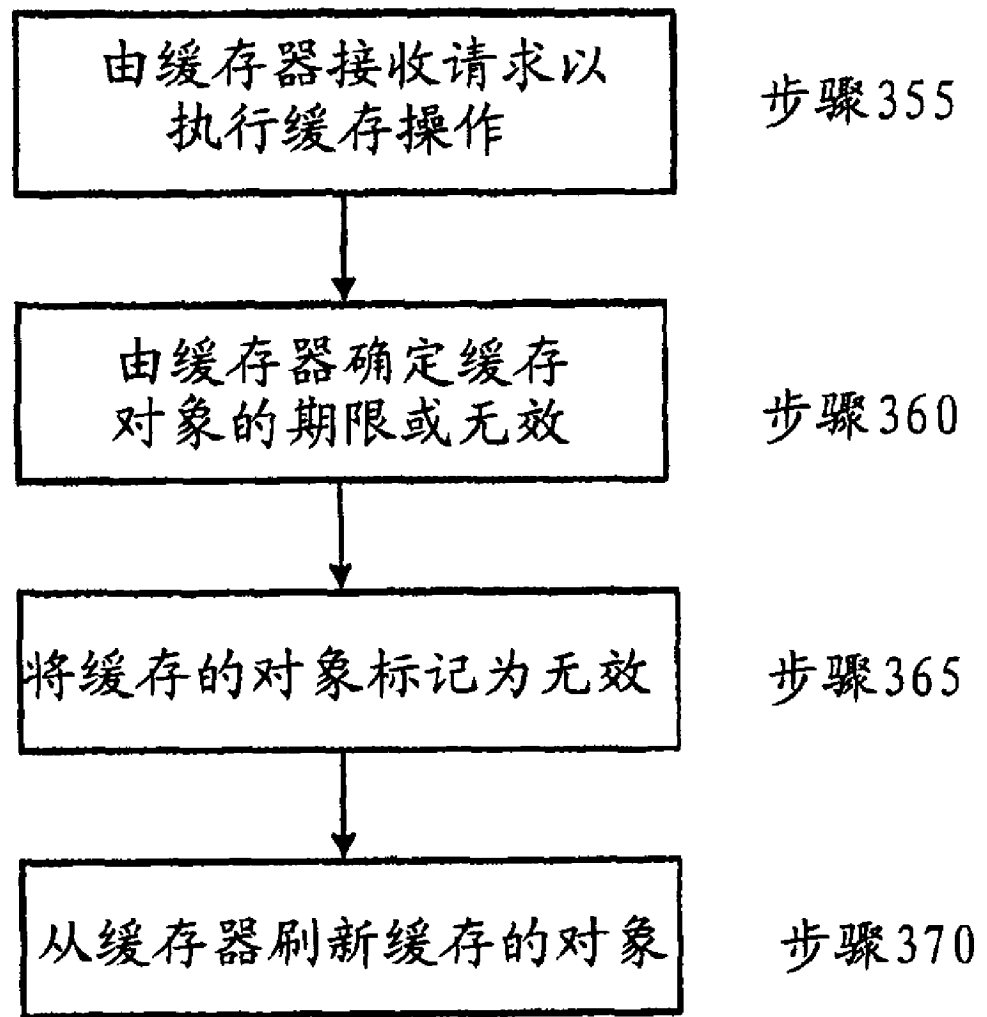 由缓存器接收请求以
执行缓存操作
步骤355
由缓存器确定缓存
对象的期限或无效
步骤360
将缓存的对象标记为无效
步骤365
从缓存器刷新缓存的对象
步骤370